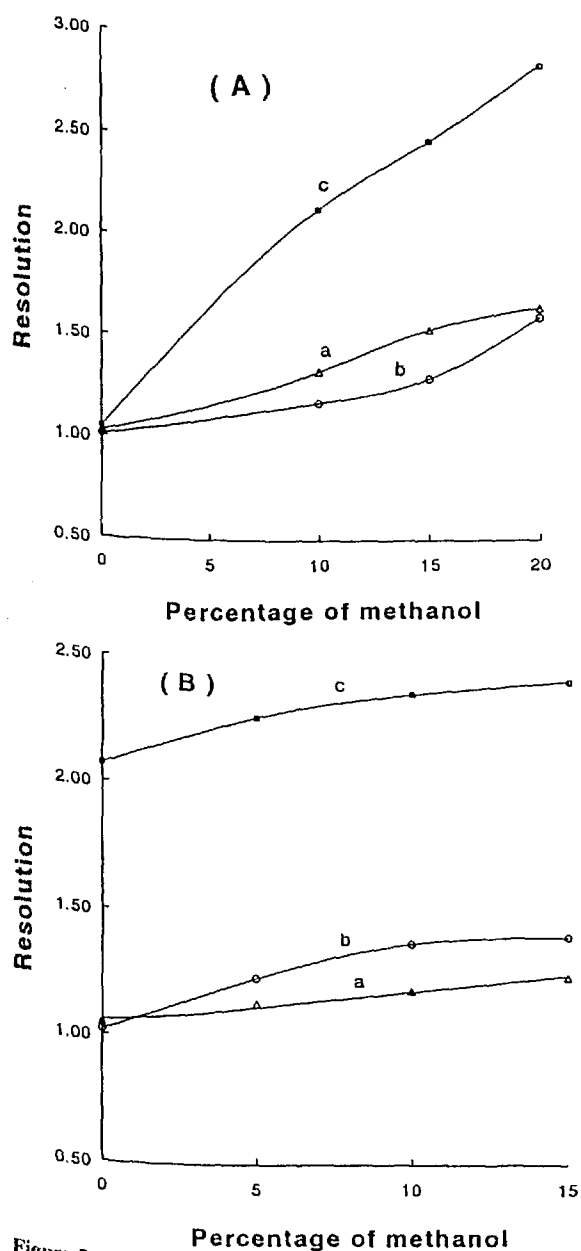 3.00
( A )
2.50
c
2.00
Resolution
1.50
a
b
1.00
0.50
0 5 10 15 20
Percentage of methanol
2.50
( B )
c
2.00
Resolution
1.50
b
a
1.00
0.50
0 5 10 15
Percentage of methanol
Figure